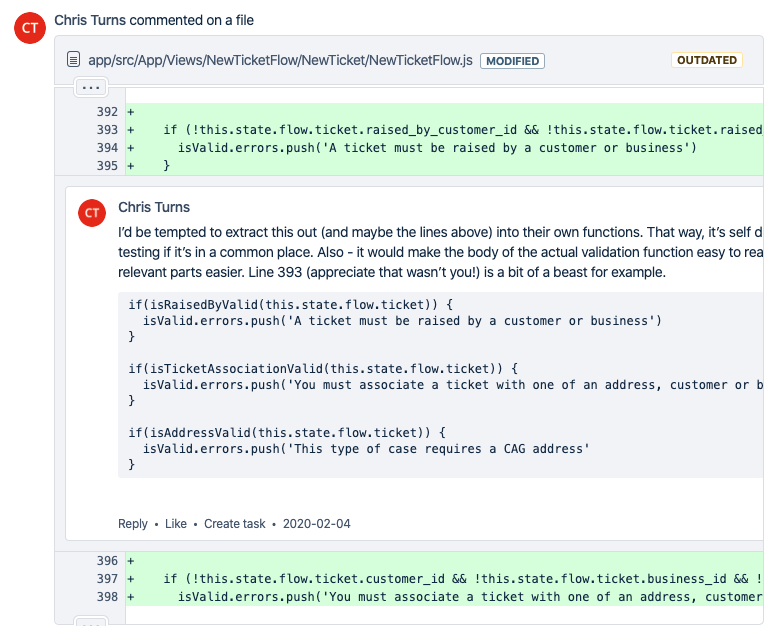 CT Chris Turns commented on a file
app/src/App/Views/NewTicketFlow/NewTicket/NewTicketFlow.js MODIFIED OUTDATED
...
392 +
393 + if (!this.state.flow.ticket.raised_by_customer_id && !this.state.flow.ticket.raised_
394 + isValid.errors.push('A ticket must be raised by a customer or business')
395 + }
CT Chris Turns
I'd be tempted to extract this out (and maybe the lines above) into their own functions. That way, it's self d
testing if it's in a common place. Also - it would make the body of the actual validation function easy to rea
relevant parts easier. Line 393 (appreciate that wasn't you!) is a bit of a beast for example.
if(isRaisedByValid(this.state.flow.ticket)) {
isValid.errors.push('A ticket must be raised by a customer or business')
}
if(isTicketAssociationValid(this.state.flow.ticket)) {
isValid.errors.push('You must associate a ticket with one of an address, customer or b
}
if(isAddressValid(this.state.flow.ticket)) {
isValid.errors.push('This type of case requires a CAG address'
}
Reply • Like • Create task • 2020-02-04
396 +
397 + if (!this.state.flow.ticket.customer_id && !this.state.flow.ticket.business_id && !
398 + isValid.errors.push('You must associate a ticket with one of an address, customer
...